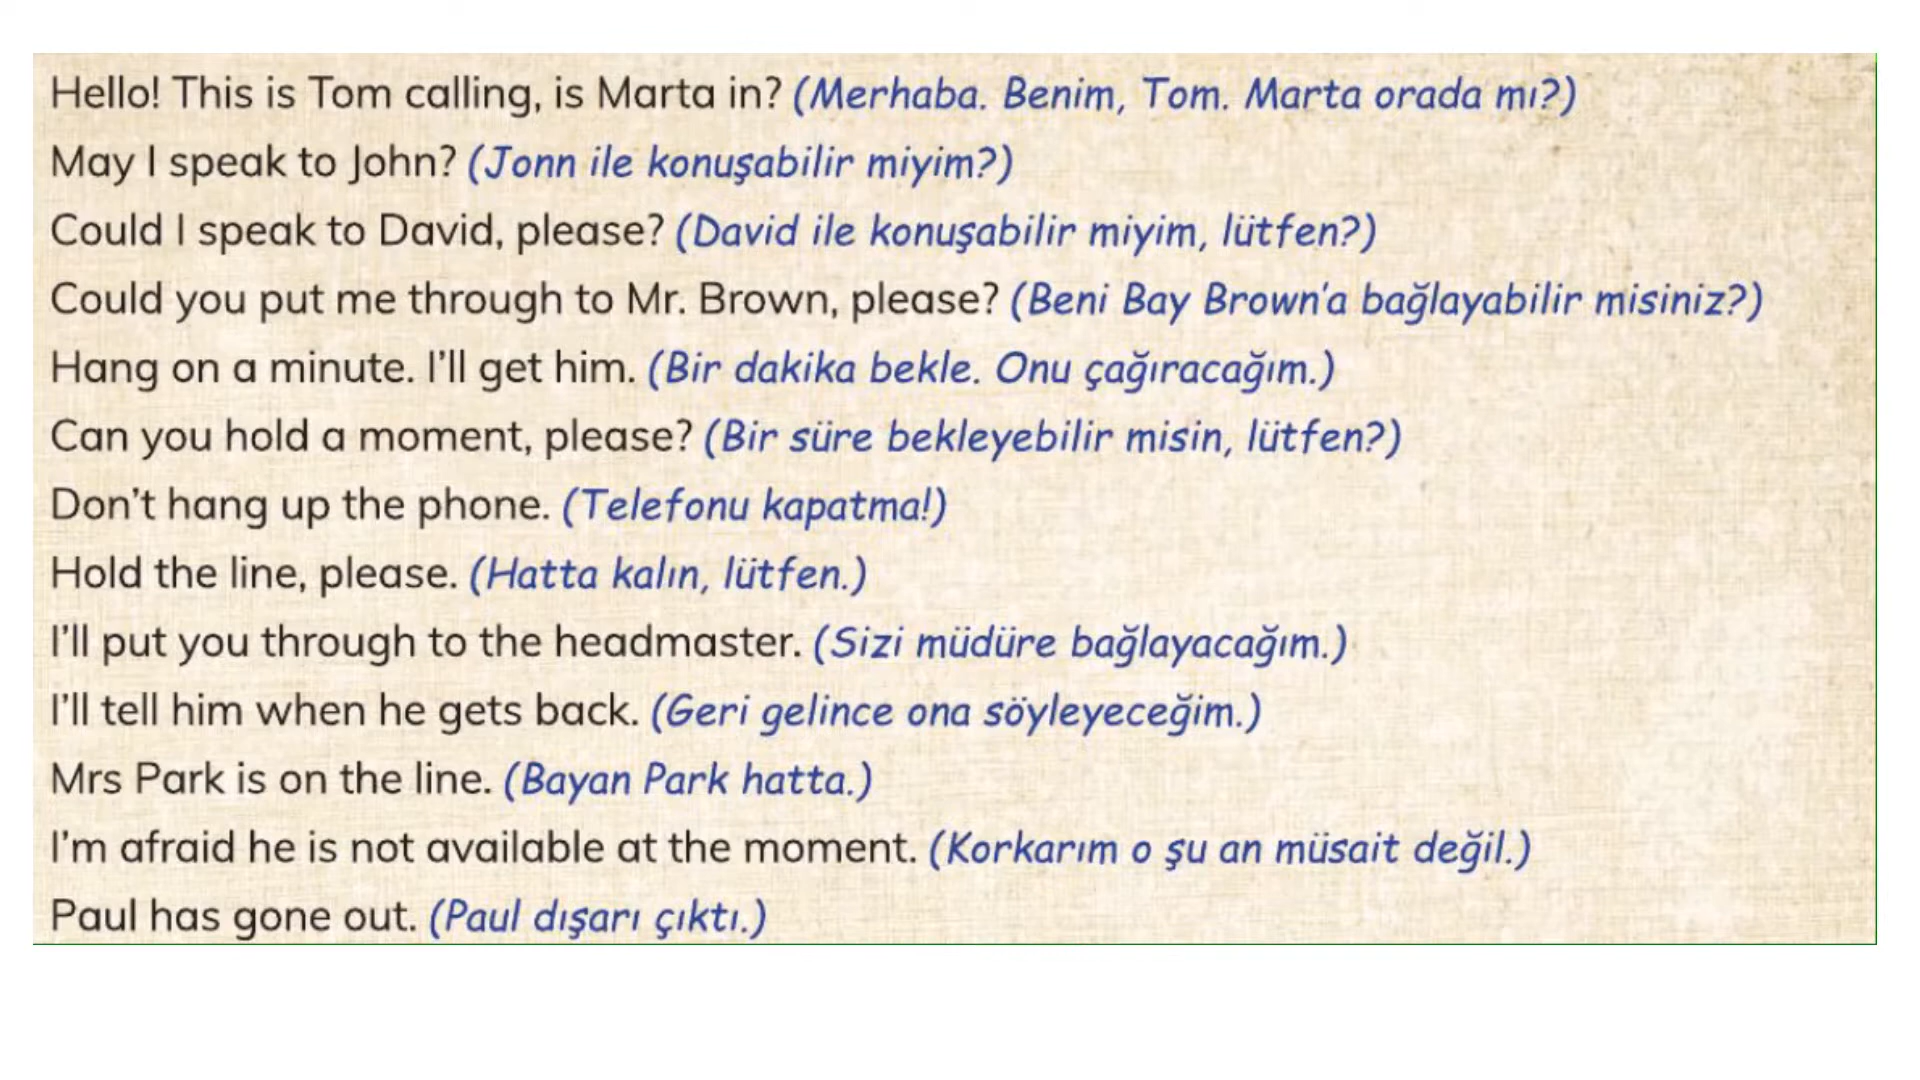 Hello! This is Tom calling, is Marta in? (Merhaba. Benim, Tom. Marta orada mı?)
May I speak to John? (Jonn ile konuşabilir miyim?)
Could I speak to David, please? (David ile konuşabilir miyim, lütfen?)
Could you put me through to Mr. Brown, please? (Beni Bay Brown'a bağlayabilir misiniz?)
Hang on a minute. I'll get him. (Bir dakika bekle. Onu çağıracağım.)
Can you hold a moment, please? (Bir süre bekleyebilir misin, lütfen?)
Don't hang up the phone. (Telefonu kapatma!)
Hold the line, please. (Hatta kalın, lütfen.)
I'll put you through to the headmaster. (Sizi müdüre bağlayacağım.)
I'll tell him when he gets back. (Geri gelince ona söyleyeceğim.)
Mrs Park is on the line. (Bayan Park hatta.)
I'm afraid he is not available at the moment. (Korkarım o şu an müsait değil.)
Paul has gone out. (Paul dışarı çıktı.)